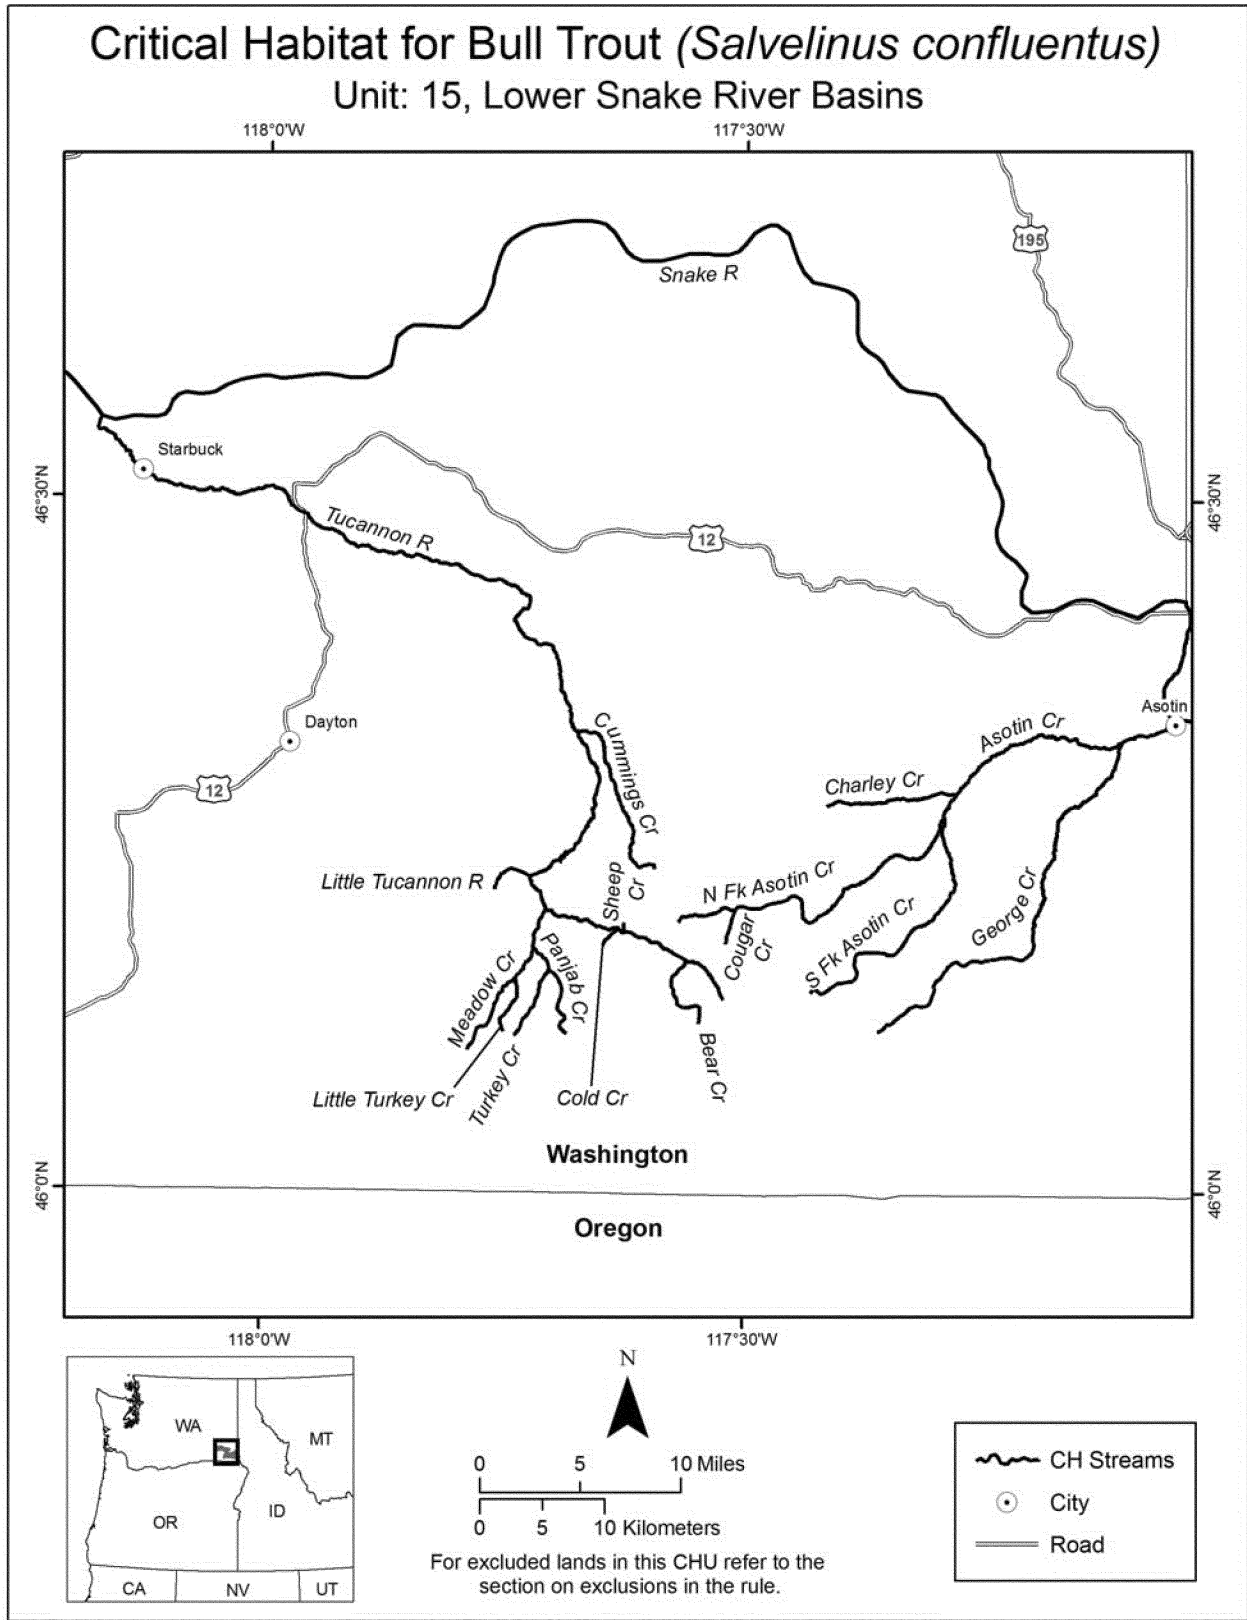 Critical Habitat for Bull Trout (Salvelinus confluentus)
Unit: 15, Lower Snake River Basins
118°0'W
117°30'W
195
Snake R
Starbuck
46°30'N
46°30'N
Tucannon R
12
Dayton
12
Cummings Cr
Asotin
Asotin Cr
Charley Cr
Little Tucannon R
Sheep
Cr
N Fk Asotin Cr
Cougar
Cr
S Fk Asotin Cr
George Cr
Meadow Cr
Panjab Cr
Little Turkey Cr
Turkey Cr
Cold Cr
Bear Cr
Washington
46°0'N
46°0'N
Oregon
118°0'W
117°30'W
WA
MT
OR
ID
CA
NV
UT
N
0 5 10 Miles
0 5 10 Kilometers
For excluded lands in this CHU refer to the
section on exclusions in the rule.
CH Streams
City
Road